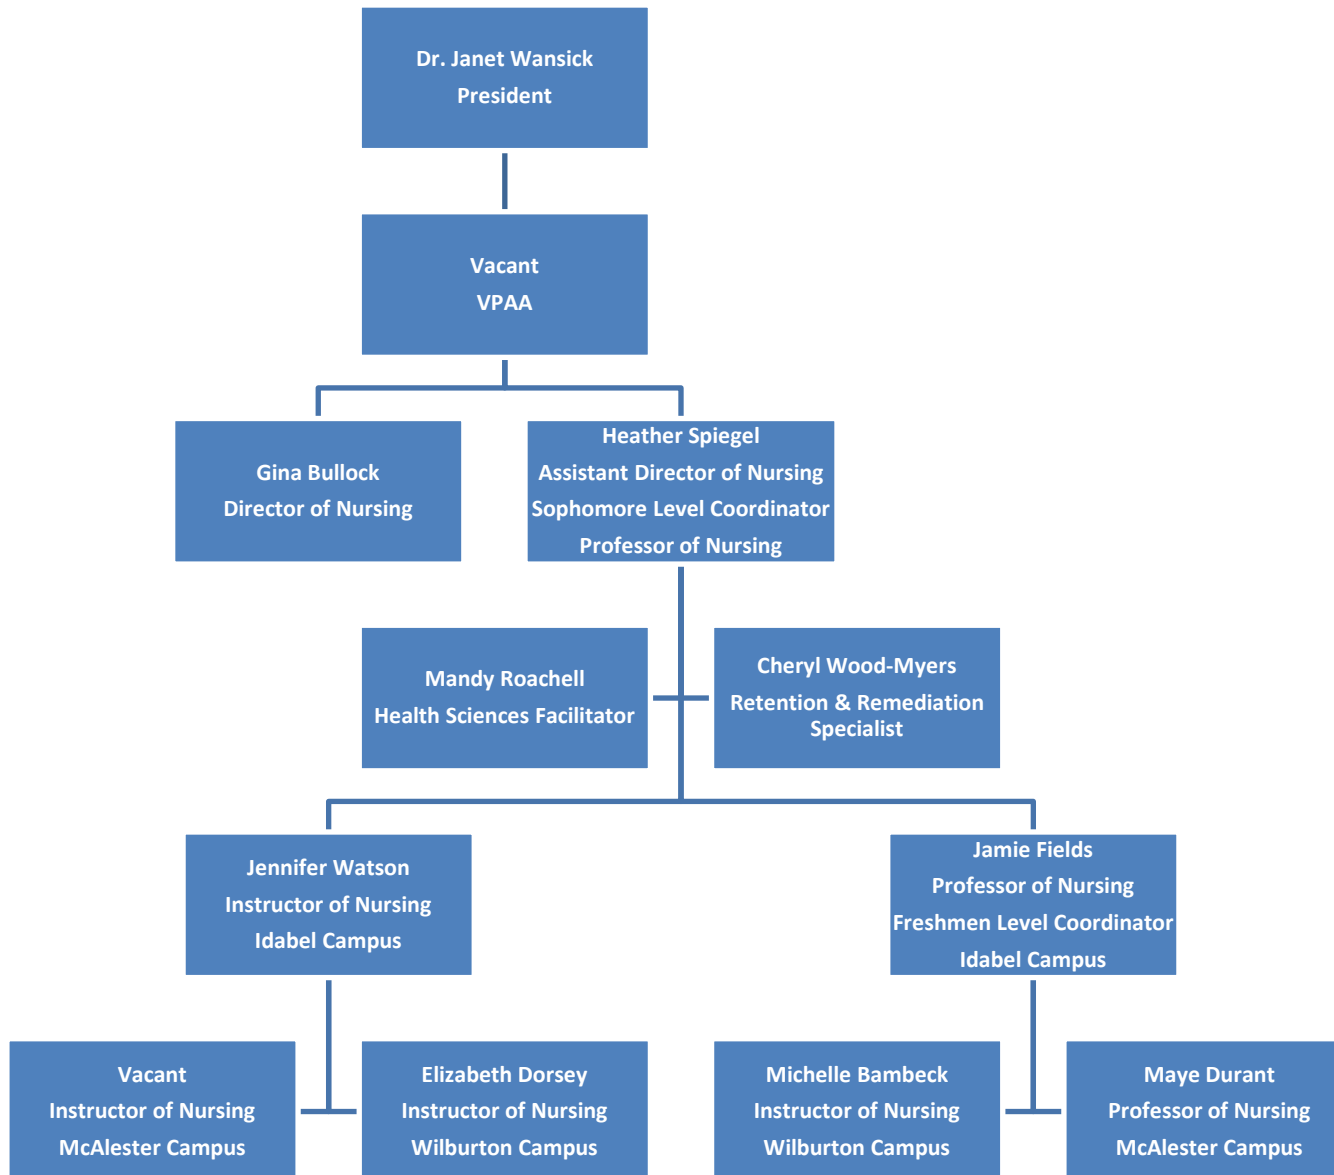 Dr. Janet Wansick
President
Vacant
VPAA
Gina Bullock
Director of Nursing
Heather Spiegel
Assistant Director of Nursing
Sophomore Level Coordinator
Professor of Nursing
Mandy Roachell
Health Sciences Facilitator
Cheryl Wood-Myers
Retention & Remediation
Specialist
Jennifer Watson
Instructor of Nursing
Idabel Campus
Jamie Fields
Professor of Nursing
Freshmen Level Coordinator
Idabel Campus
Vacant
Instructor of Nursing
McAlester Campus
Elizabeth Dorsey
Instructor of Nursing
Wilburton Campus
Michelle Bambeck
Instructor of Nursing
Wilburton Campus
Maye Durant
Professor of Nursing
McAlester Campus